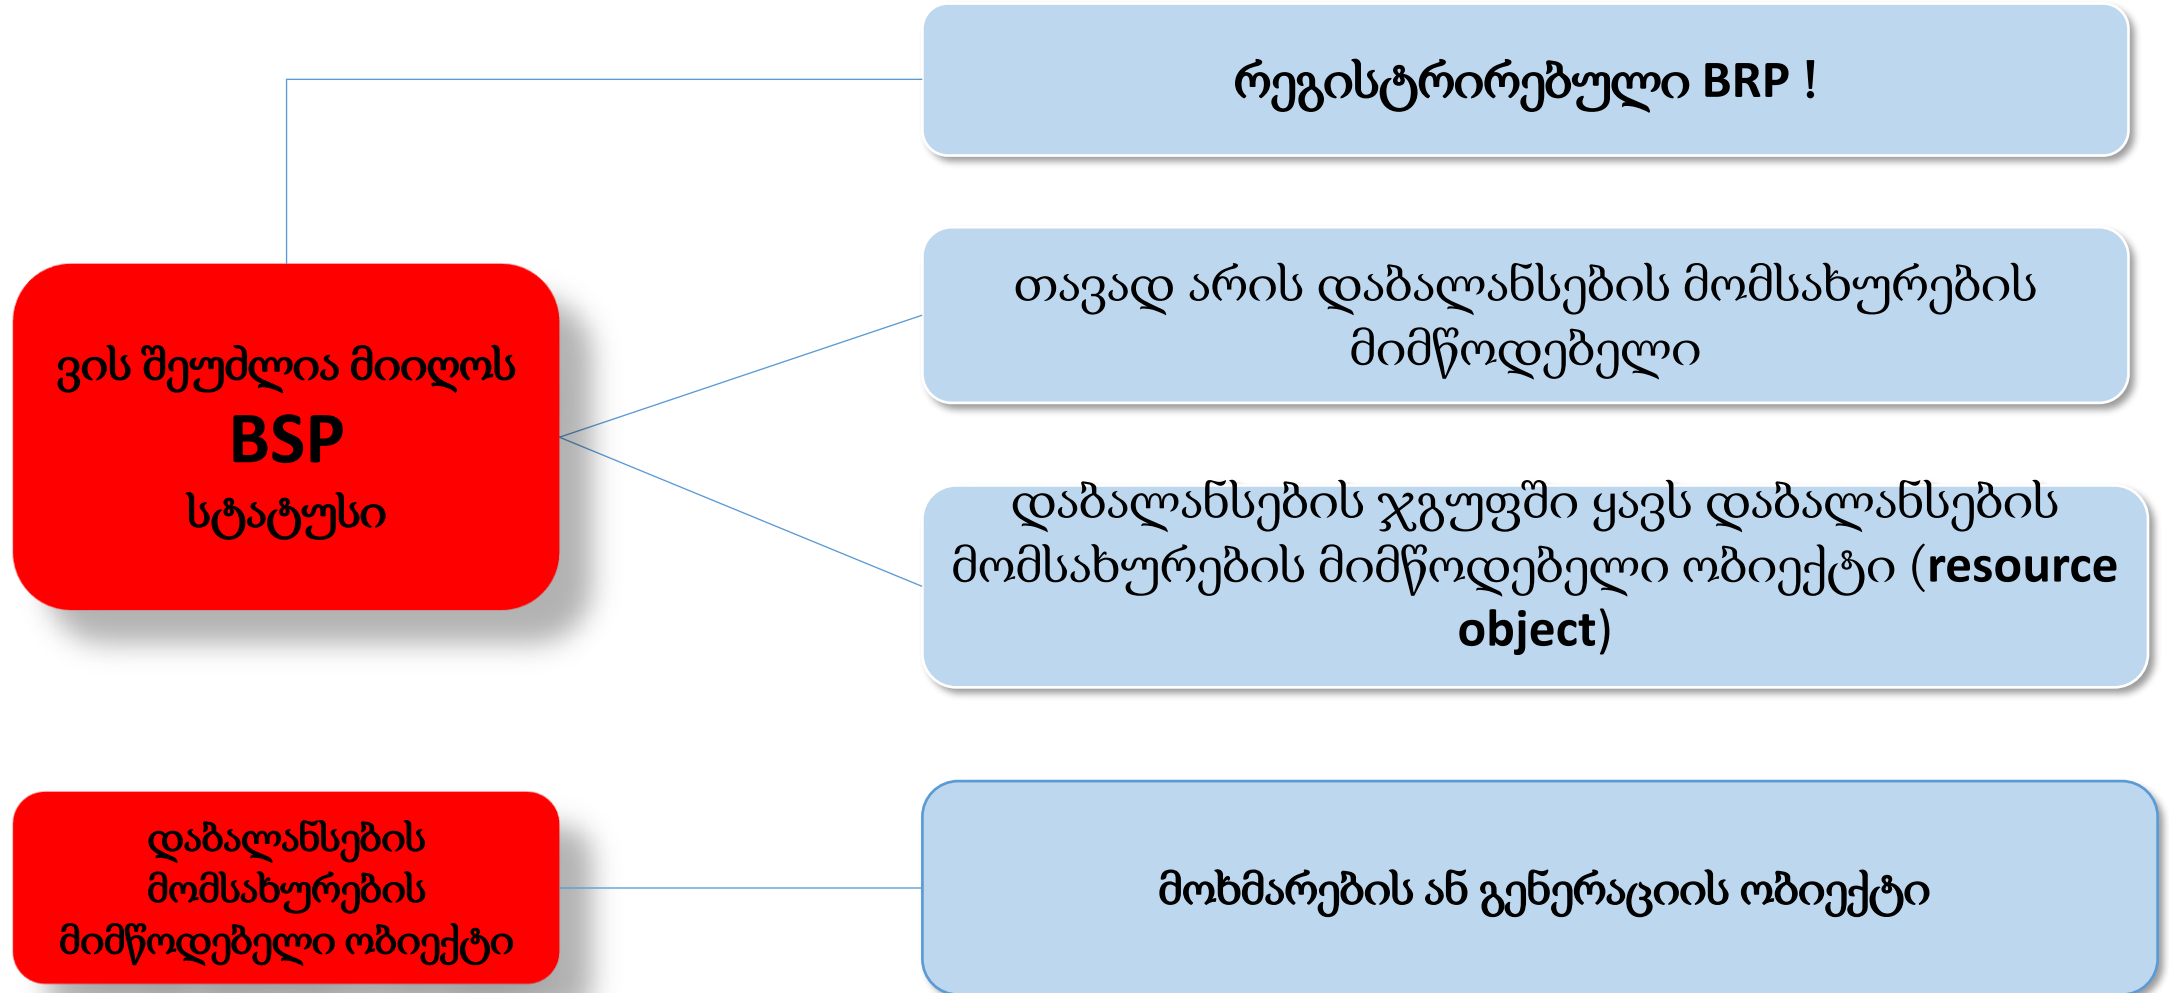 რეგისტრირებული BRP !
ვის შეუძლია მიიღოს
BSP
სტატუსი
თავად არის დაბალანსების მომსახურების
მიმწოდებელი
დაბალანსების ჯგუფში ყავს დაბალანსების
მომსახურების მიმწოდებელი ობიექტი (resource
object)
დაბალანსების
მომსახურების
მიმწოდებელი ობიექტი
მოხმარების ან გენერაციის ობიექტი